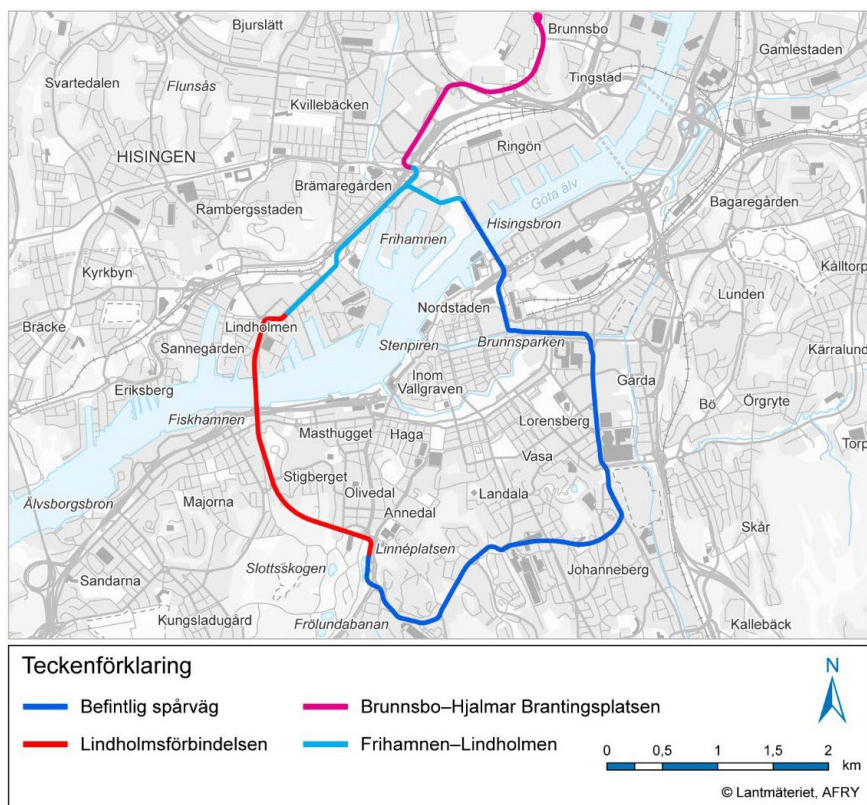 Bjurslätt
Brunnsbo
Gamlestaden
Svartedalen
Flunsås
Tingstad
Kvillebäcken
HISINGEN
Ringön
Brämaregården
Göta älv
Bagaregården
Rambergsstaden
Hisingsbron
Frihamnen
Kyrkbyn
Kålltorp
Lunden
Nordstaden
Bräcke
Lindholmen
Sannegården
Stenpiren
Brunnsparken
Kärralund
Inom
Vallgraven
Gårda
Eriksberg
Bö
Örgryte
Fiskhamnen
Lorensberg
Masthugget
Haga
Torp
Vasa
Stigberget
Olivedal
Landala
Älvsborgsbron
Majorna
Annedal
Skår
Linnéplatsen
Slottsskogen
Johanneberg
Sandarna
Kungsladugård
Frölundabanan
Kallebäck
Teckenförklaring
Befintlig spårväg
Brunnsbo–Hjalmar Brantingsplatsen
Lindholmsförbindelsen
Frihamnen–Lindholmen
N
0 0,5 1 1,5 2
km
© Lantmäteriet, AFRY